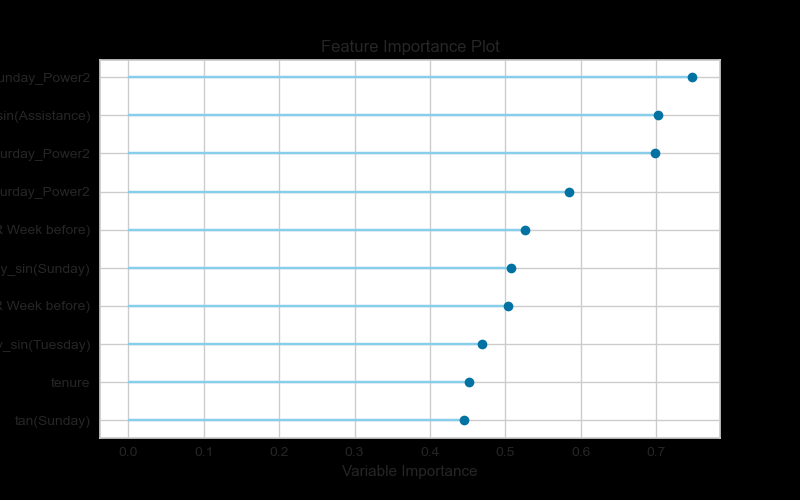 Feature Importance Plot
unday_Power2
sin(Assistance)
urday_Power2
urday_Power2
R Week before)
y_sin(Sunday)
R Week before)
y_sin(Tuesday)
tenure
tan(Sunday)
0.0 0.1 0.2 0.3 0.4 0.5 0.6 0.7
Variable Importance